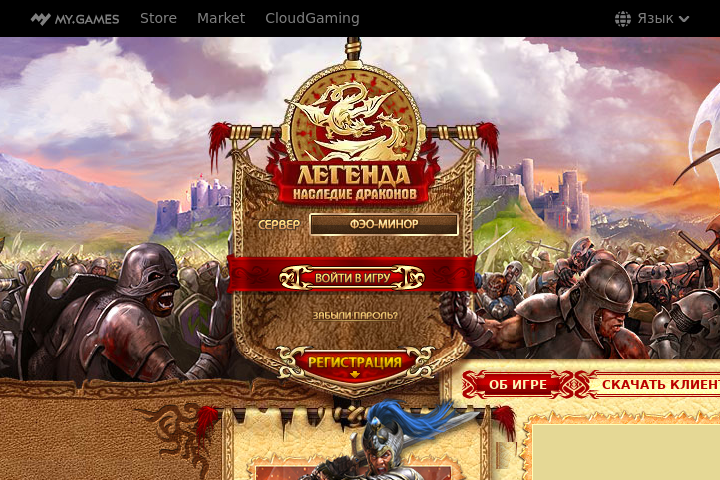 MY.GAMES Store Market CloudGaming Язык
ЛЕГЕНДА
НАСЛЕДИЕ ДРАКОНОВ
СЕРВЕР ФЭО-МИНОР
ВОЙТИ В ИГРУ
ЗАБЫЛИ ПАРОЛЬ?
РЕГИСТРАЦИЯ
ОБ ИГРЕ СКАЧАТЬ КЛИЕНТ